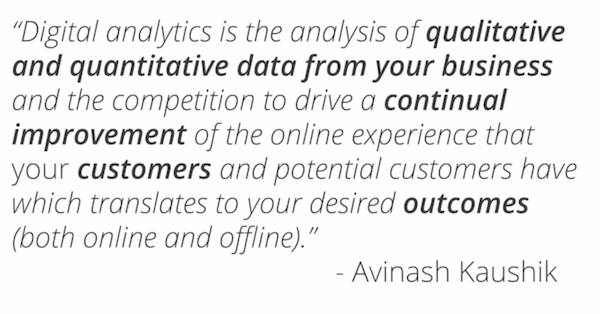 “Digital analytics is the analysis of qualitative
and quantitative data from your business
and the competition to drive a continual
improvement of the online experience that
your customers and potential customers have
which translates to your desired outcomes
(both online and offline).”
- Avinash Kaushik